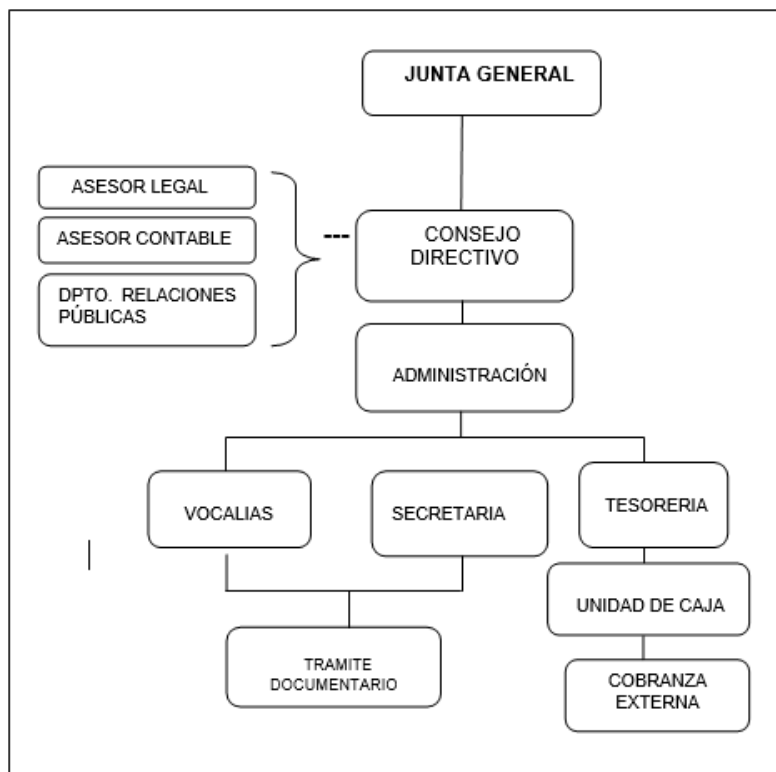 JUNTA GENERAL
ASESOR LEGAL
ASESOR CONTABLE
DPTO. RELACIONES
PÚBLICAS
---
CONSEJO
DIRECTIVO
ADMINISTRACIÓN
VOCALIAS
SECRETARIA
TESORERIA
UNIDAD DE CAJA
TRAMITE
DOCUMENTARIO
COBRANZA
EXTERNA